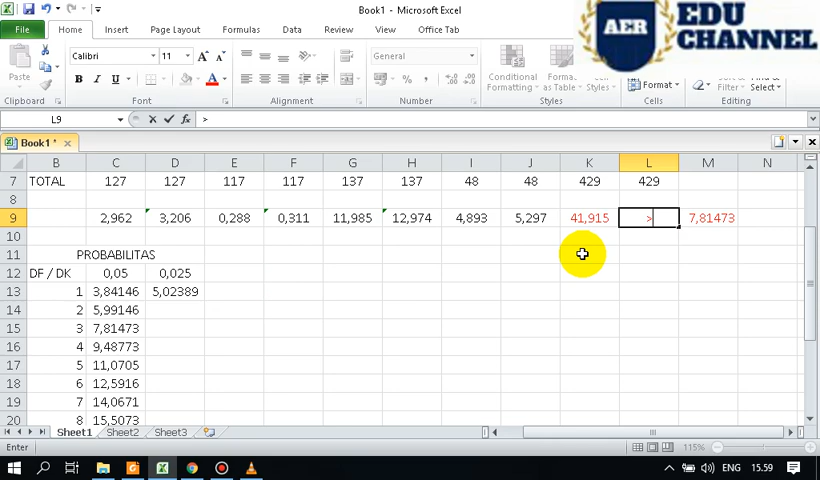 Book1 - Microsoft Excel
AER
EDU
CHANNEL
File Home Insert Page Layout Formulas Data Review View Office Tab
Paste
Calibri 11
General
Conditional
Formatting
Format
as Table
Cell
Styles
Format
Find &
Select
Clipboard Font Alignment Number Styles Cells Editing
L9 fx >
Book1 *
B C D E F G H I J K L M N
7 TOTAL 127 127 117 117 137 137 48 48 429 429
8
9 2,962 3,206 0,288 0,311 11,985 12,974 4,893 5,297 41,915 > 7,81473
10
11 PROBABILITAS
12 DF / DK 0,05 0,025
13 1 3,84146 5,02389
14 2 5,99146
15 3 7,81473
16 4 9,48773
17 5 11,0705
18 6 12,5916
19 7 14,0671
20 8 15,5073
Sheet1 Sheet2 Sheet3
Enter 115%
ENG 15.59